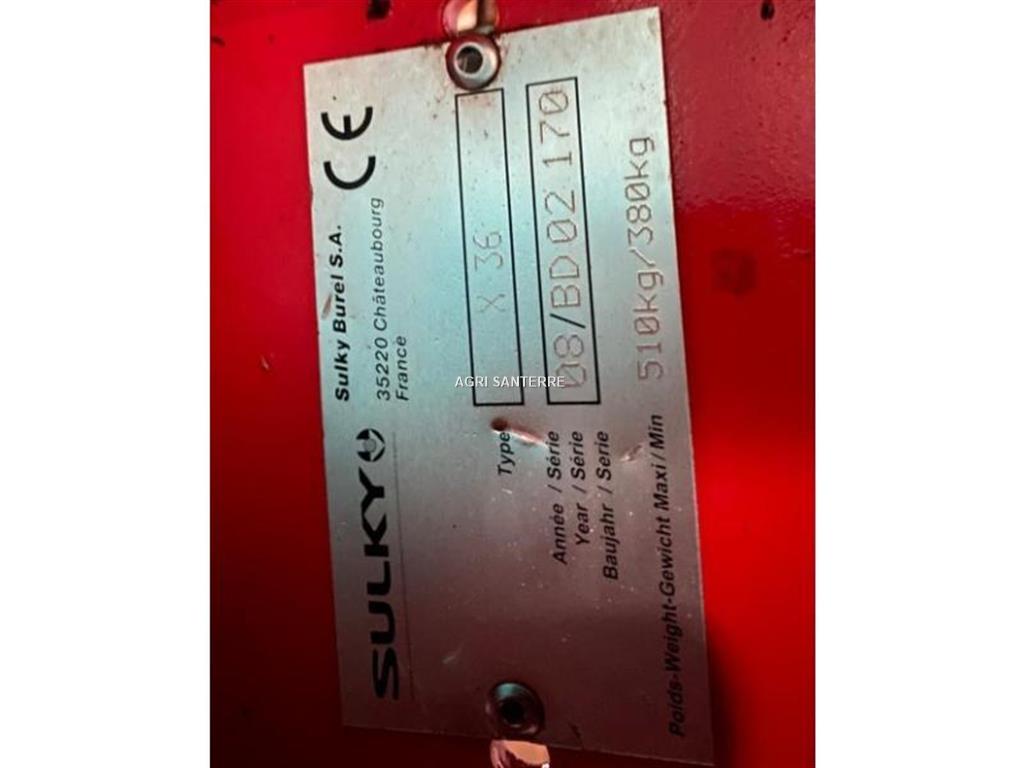 SULKY
Sulky Burel S.A.
35220 Châteaubourg
France
CE
Type
X 36
Année / Série
Year / Série
Baujahr / Serie
08/BD02 170
Poids-Weight-Gewicht Maxi/Min
510kg/380kg
AGRI SANTERRE